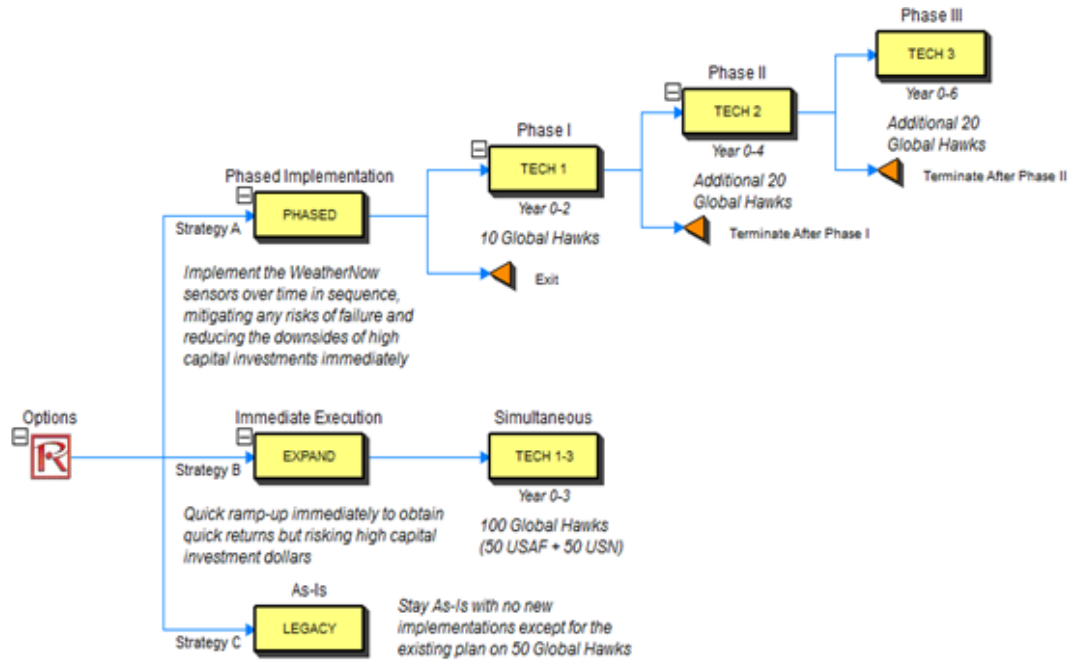 Phase III
TECH 3
Year 0-6
Additional 20
Global Hawks
Terminate After Phase II
Phase II
TECH 2
Year 0-4
Additional 20
Global Hawks
Terminate After Phase I
Phase I
TECH 1
Year 0-2
10 Global Hawks
Exit
Phased Implementation
PHASED
Strategy A
Implement the WeatherNow
sensors over time in sequence,
mitigating any risks of failure and
reducing the downsides of high
capital investments immediately
Options
R
Immediate Execution
EXPAND
Strategy B
Quick ramp-up immediately to obtain
quick returns but risking high capital
investment dollars
Simultaneous
TECH 1-3
Year 0-3
100 Global Hawks
(50 USAF + 50 USN)
As-Is
LEGACY
Strategy C
Stay As-Is with no new
implementations except for the
existing plan on 50 Global Hawks